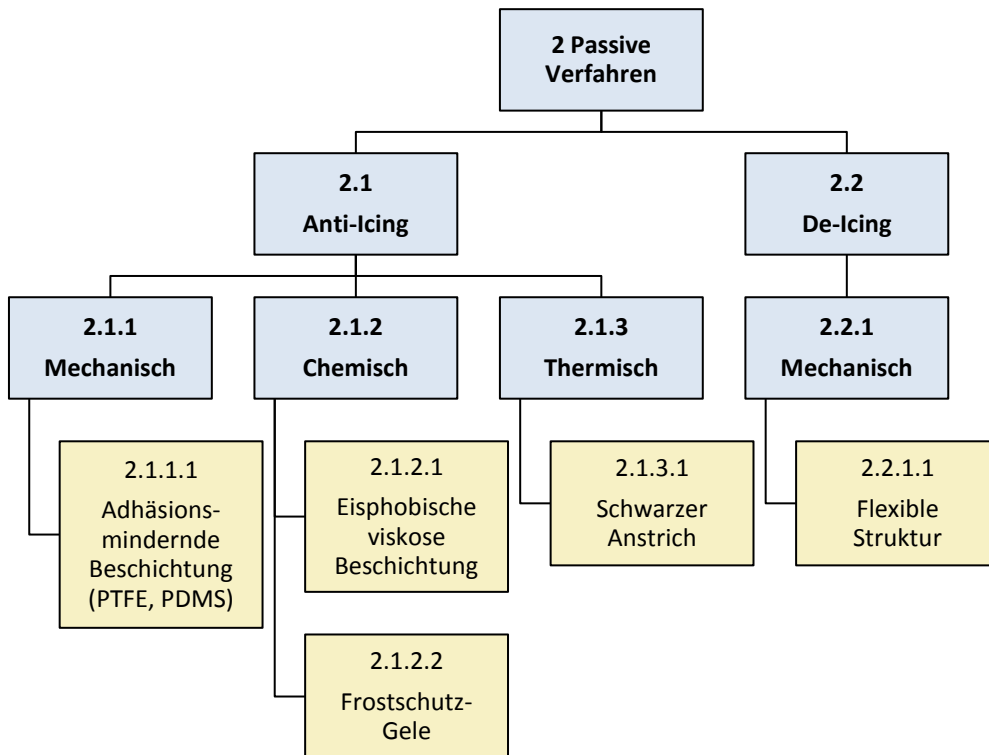 2 Passive
Verfahren
2.1
Anti-Icing
2.2
De-Icing
2.1.1
Mechanisch
2.1.2
Chemisch
2.1.3
Thermisch
2.2.1
Mechanisch
2.1.1.1
Adhäsions-
mindernde
Beschichtung
(PTFE, PDMS)
2.1.2.1
Eisphobische
viskose
Beschichtung
2.1.3.1
Schwarzer
Anstrich
2.2.1.1
Flexible
Struktur
2.1.2.2
Frostschutz-
Gele